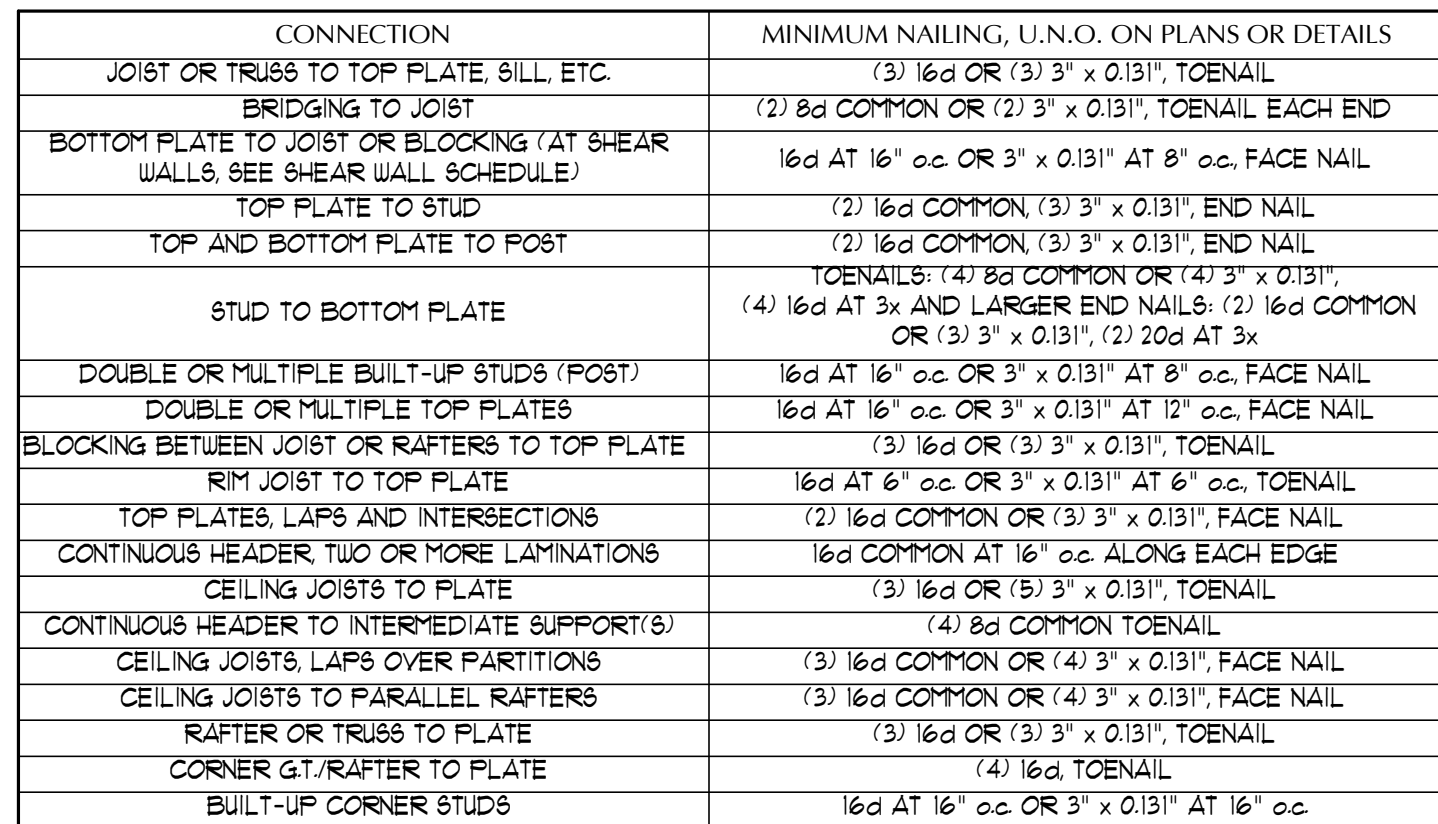 CONNECTION MINIMUM NAILING, U.N.O. ON PLANS OR DETAILS
JOIST OR TRUSS TO TOP PLATE, SILL, ETC. (3) 16d OR (3) 3" x 0.131", TOENAIL
BRIDGING TO JOIST (2) 8d COMMON OR (2) 3" x 0.131", TOENAIL EACH END
BOTTOM PLATE TO JOIST OR BLOCKING (AT SHEAR
WALLS, SEE SHEAR WALL SCHEDULE)
16d AT 16" o.c. OR 3" x 0.131" AT 8" o.c., FACE NAIL
TOP PLATE TO STUD (2) 16d COMMON, (3) 3" x 0.131", END NAIL
TOP AND BOTTOM PLATE TO POST (2) 16d COMMON, (3) 3" x 0.131", END NAIL
STUD TO BOTTOM PLATE
TOENAILS: (4) 8d COMMON OR (4) 3" x 0.131",
(4) 16d AT 3x AND LARGER END NAILS: (2) 16d COMMON
OR (3) 3" x 0.131", (2) 20d AT 3x
DOUBLE OR MULTIPLE BUILT-UP STUDS (POST) 16d AT 16" o.c. OR 3" x 0.131" AT 8" o.c., FACE NAIL
DOUBLE OR MULTIPLE TOP PLATES 16d AT 16" o.c. OR 3" x 0.131" AT 12" o.c., FACE NAIL
BLOCKING BETWEEN JOIST OR RAFTERS TO TOP PLATE (3) 16d OR (3) 3" x 0.131", TOENAIL
RIM JOIST TO TOP PLATE 16d AT 6" o.c. OR 3" x 0.131" AT 6" o.c., TOENAIL
TOP PLATES, LAPS AND INTERSECTIONS (2) 16d COMMON OR (3) 3" x 0.131", FACE NAIL
CONTINUOUS HEADER, TWO OR MORE LAMINATIONS 16d COMMON AT 16" o.c. ALONG EACH EDGE
CEILING JOISTS TO PLATE (3) 16d OR (5) 3" x 0.131", TOENAIL
CONTINUOUS HEADER TO INTERMEDIATE SUPPORT(S) (4) 8d COMMON TOENAIL
CEILING JOISTS, LAPS OVER PARTITIONS (3) 16d COMMON OR (4) 3" x 0.131", FACE NAIL
CEILING JOISTS TO PARALLEL RAFTERS (3) 16d COMMON OR (4) 3" x 0.131", FACE NAIL
RAFTER OR TRUSS TO PLATE (3) 16d OR (3) 3" x 0.131", TOENAIL
CORNER G.T./RAFTER TO PLATE (4) 16d, TOENAIL
BUILT-UP CORNER STUDS 16d AT 16" o.c. OR 3" x 0.131" AT 16" o.c.